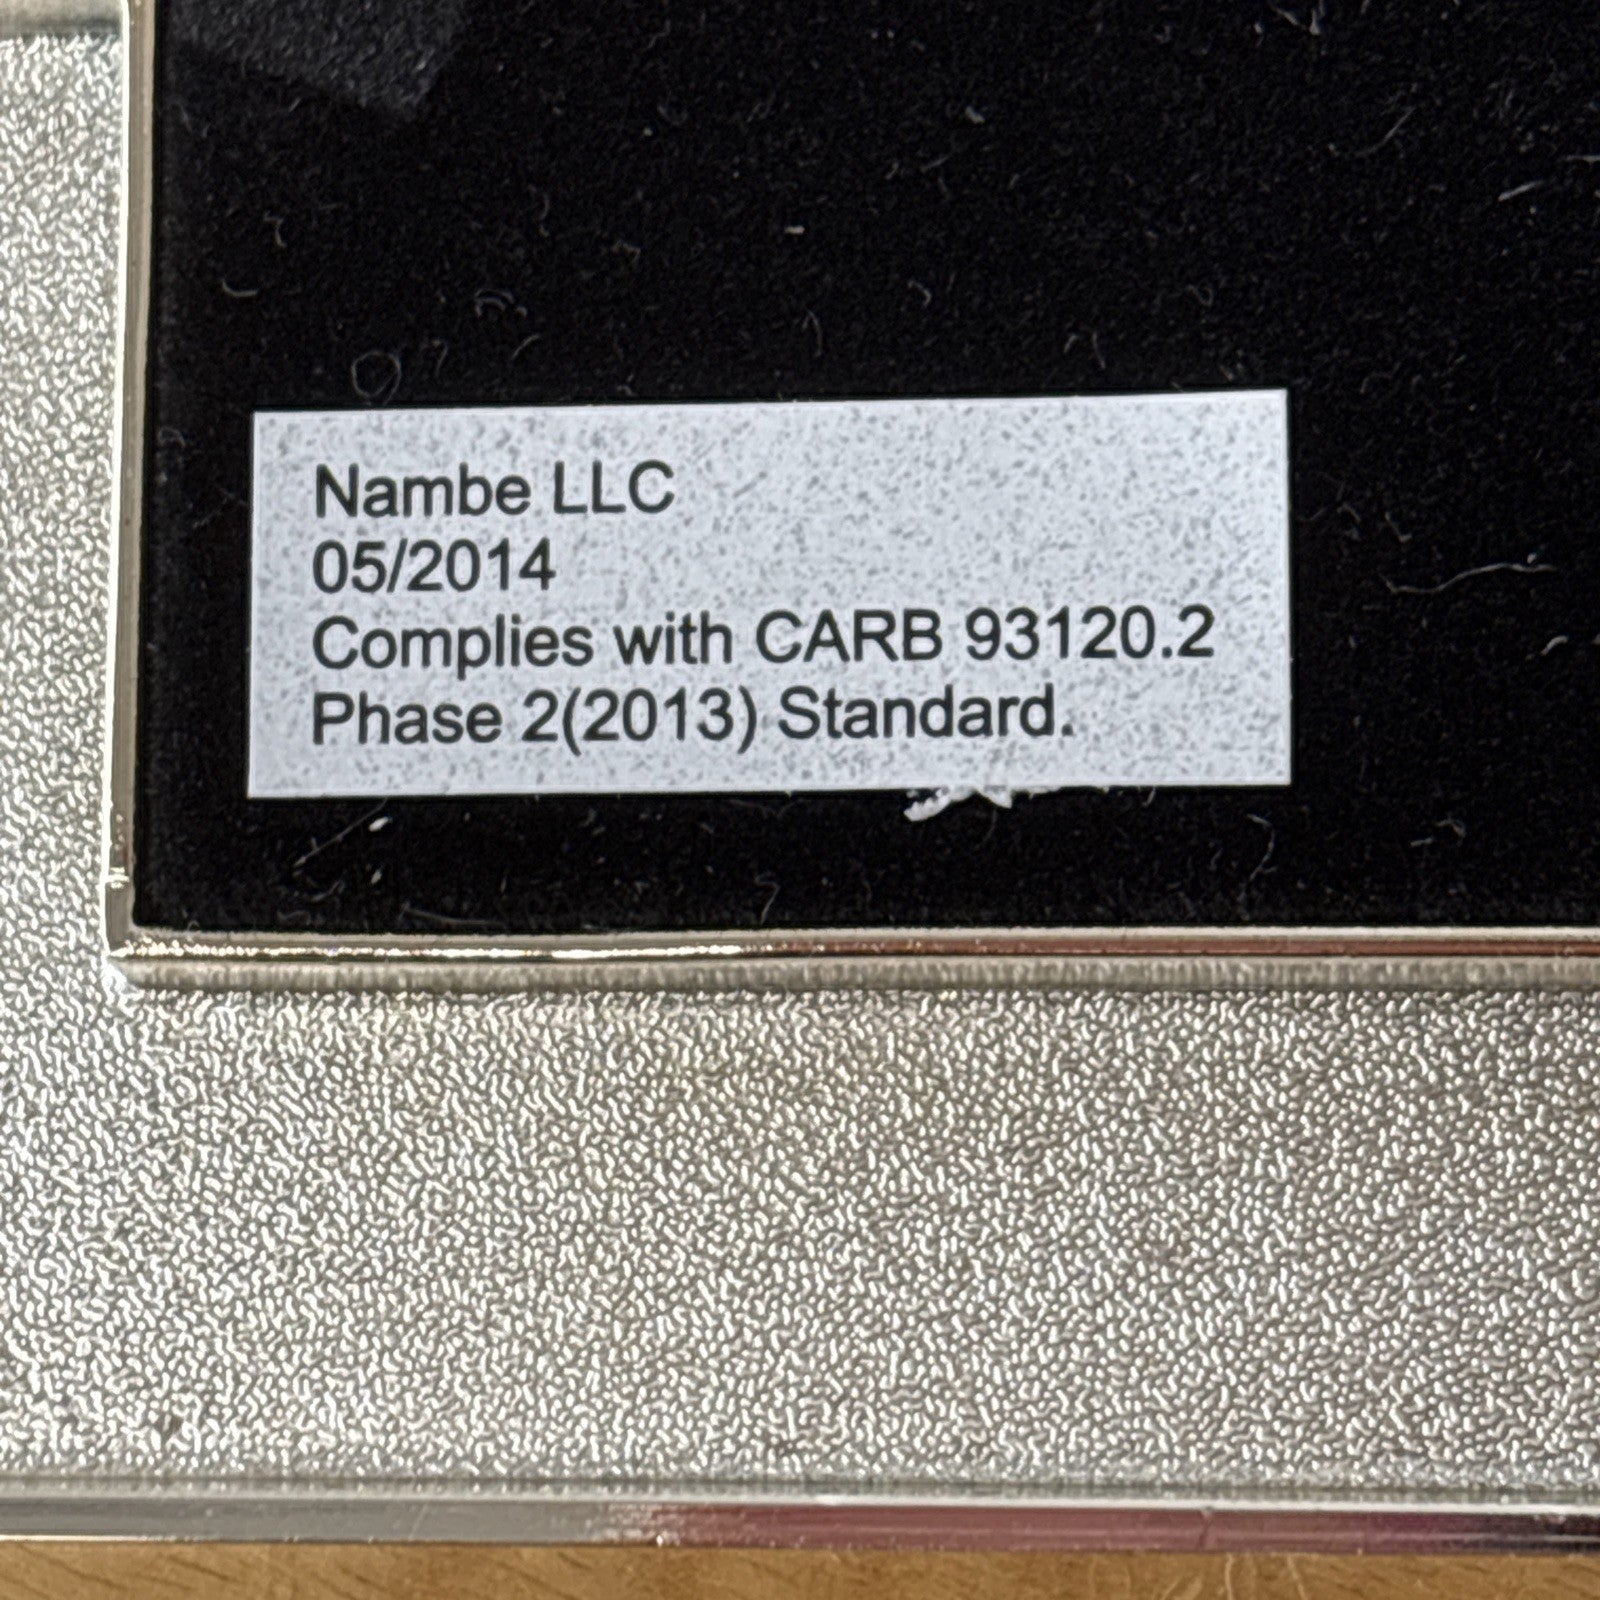 Nambe LLC
05/2014
Complies with CARB 93120.2
Phase 2(2013) Standard.